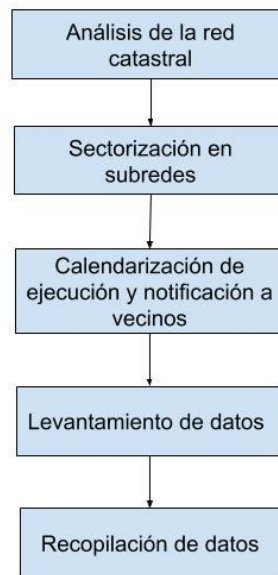 Análisis de la red
catastral
Sectorización en
subredes
Calendarización de
ejecución y notificación a
vecinos
Levantamiento de datos
Recopilación de datos